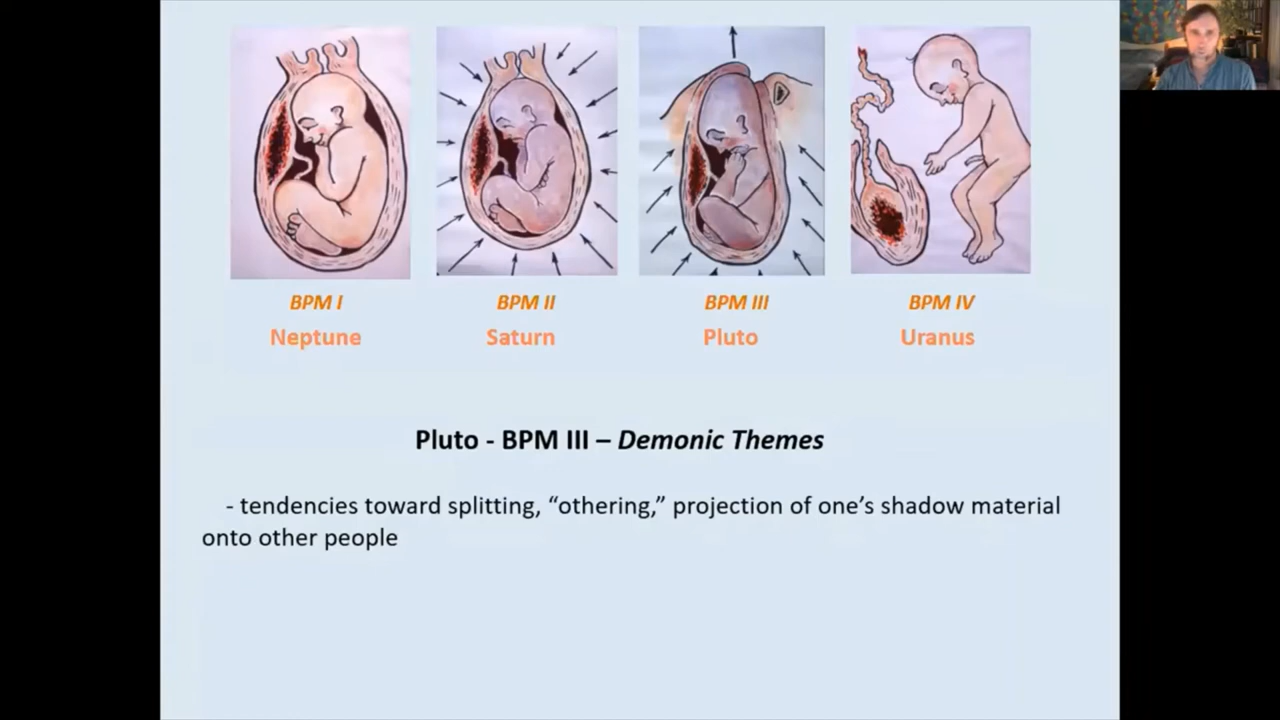 BPM I BPM II BPM III BPM IV
Neptune Saturn Pluto Uranus
Pluto - BPM III – Demonic Themes
- tendencies toward splitting, “othering,” projection of one’s shadow material
onto other people